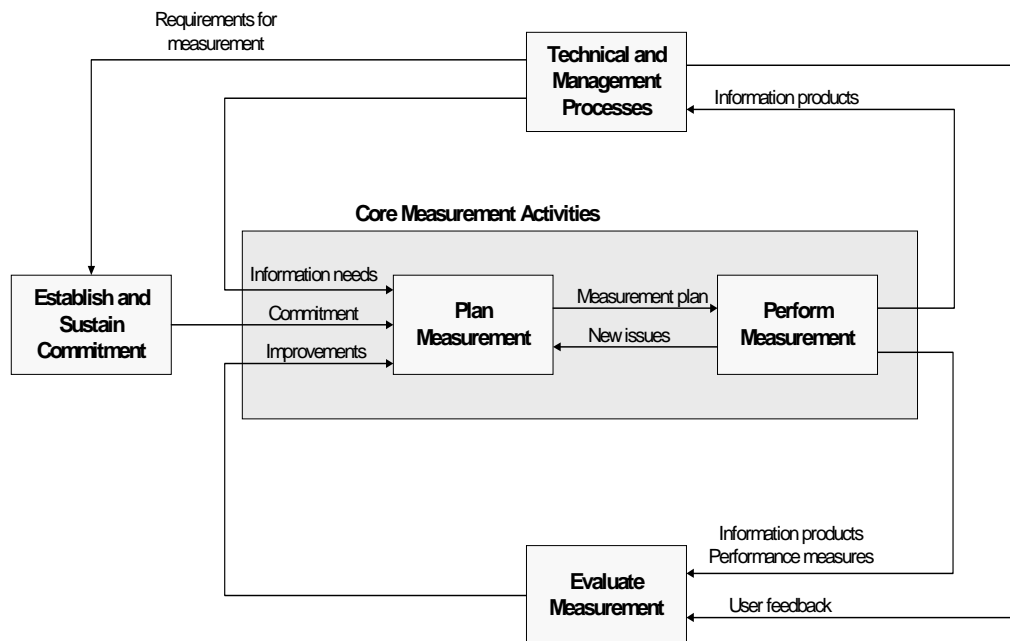 Requirements for
measurement
Technical and
Management
Processes
Information products
Core Measurement Activities
Information needs
Establish and
Sustain
Commitment
Commitment
Improvements
Plan
Measurement
Measurement plan
New issues
Perform
Measurement
Information products
Performance measures
Evaluate
Measurement
User feedback